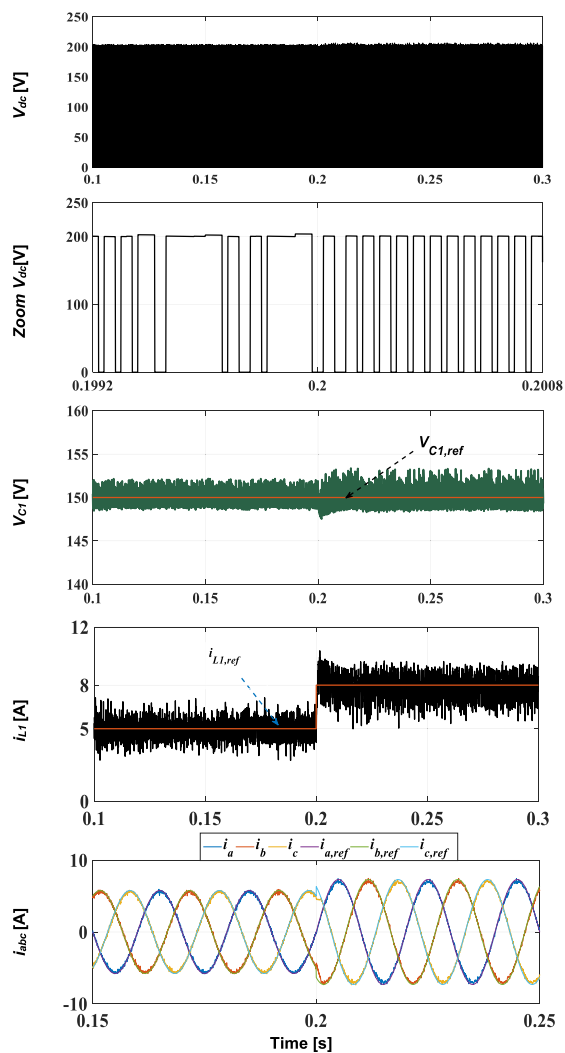 250
200
150
100
50
0
V_dc [V]
0.1 0.15 0.2 0.25 0.3
250
200
100
0
Zoom V_dc [V]
0.1992 0.2 0.2008
160
155
150
145
140
V_C1 [V]
V_C1,ref
0.1 0.15 0.2 0.25 0.3
12
8
5
0
i_L1 [A]
i_L1,ref
0.1 0.15 0.2 0.25 0.3
i_a i_b i_c i_a,ref i_b,ref i_c,ref
10
0
-10
i_abc [A]
0.15 0.2 0.25
Time [s]